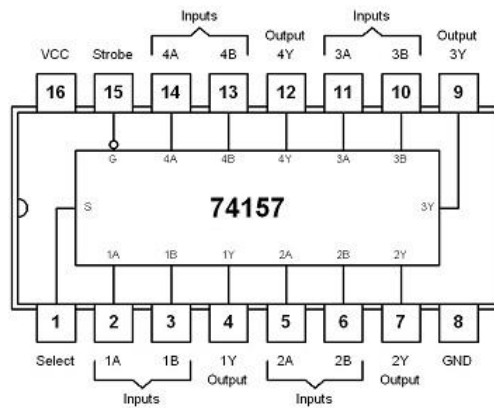 Inputs Inputs
Output Output
VCC Strobe 4A 4B 4Y 3A 3B 3Y
16 15 14 13 12 11 10 9
G 4A 4B 4Y 3A 3B
S 74157 3Y
1A 1B 1Y 2A 2B 2Y
1 2 3 4 5 6 7 8
Select 1A 1B 1Y 2A 2B 2Y GND
Output Output
Inputs Inputs